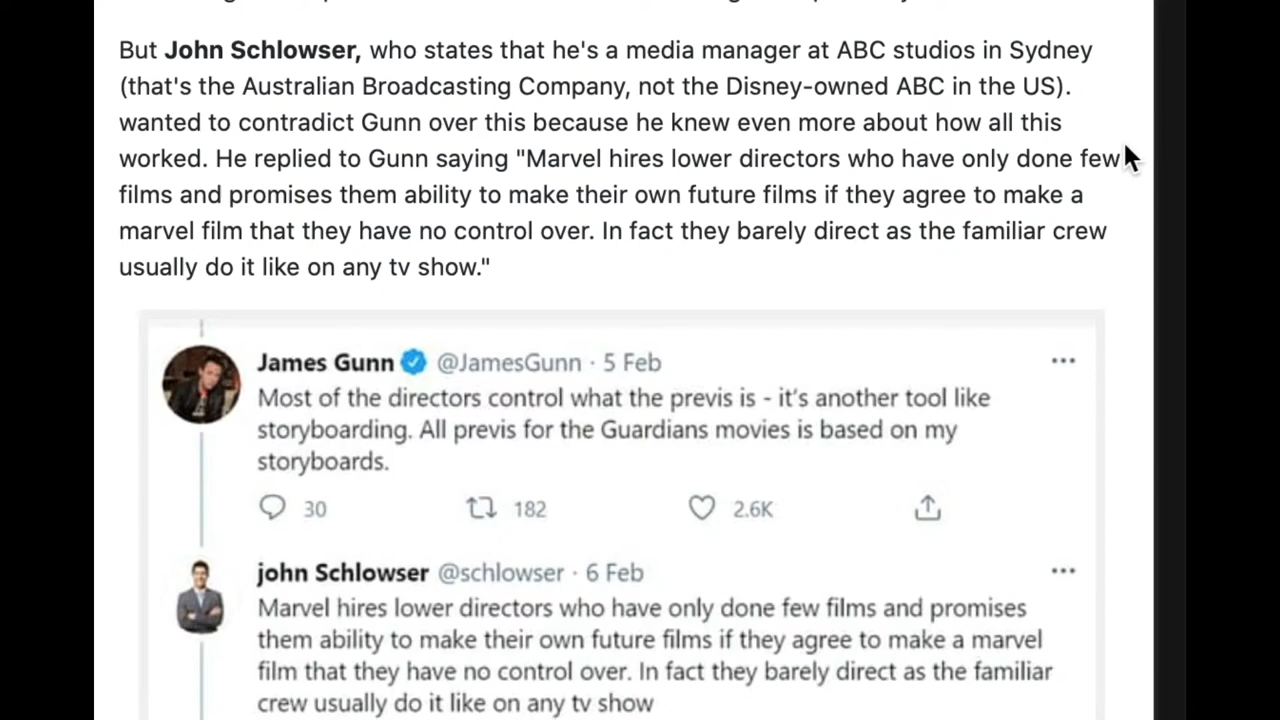 But John Schlowser, who states that he's a media manager at ABC studios in Sydney
(that's the Australian Broadcasting Company, not the Disney-owned ABC in the US).
wanted to contradict Gunn over this because he knew even more about how all this
worked. He replied to Gunn saying "Marvel hires lower directors who have only done few
films and promises them ability to make their own future films if they agree to make a
marvel film that they have no control over. In fact they barely direct as the familiar crew
usually do it like on any tv show."
James Gunn @JamesGunn · 5 Feb
Most of the directors control what the previs is - it's another tool like
storyboarding. All previs for the Guardians movies is based on my
storyboards.
30 182 2.6K
john Schlowser @schlowser · 6 Feb
Marvel hires lower directors who have only done few films and promises
them ability to make their own future films if they agree to make a marvel
film that they have no control over. In fact they barely direct as the familiar
crew usually do it like on any tv show